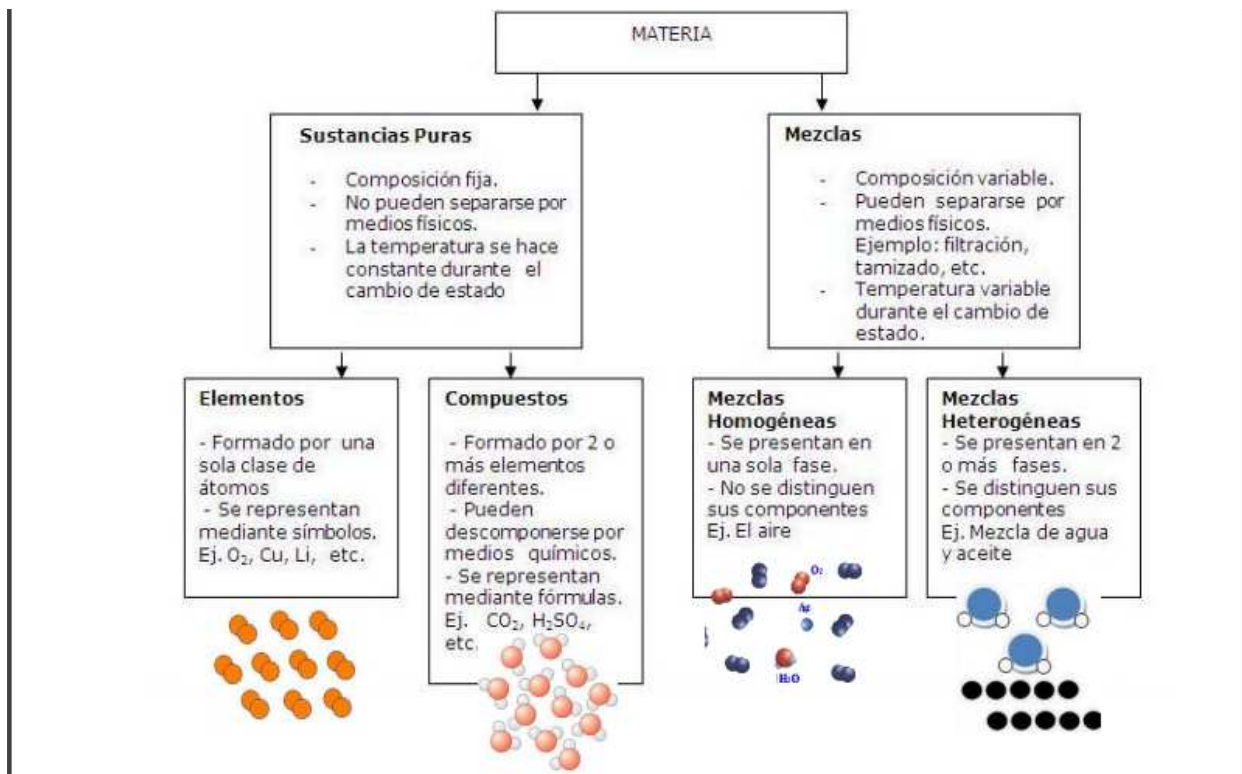 MATERIA
Sustancias Puras
- Composición fija.
- No pueden separarse por
medios físicos.
- La temperatura se hace
constante durante el
cambio de estado
Mezclas
- Composición variable.
- Pueden separarse por
medios físicos.
Ejemplo: filtración,
tamizado, etc.
- Temperatura variable
durante el cambio de
estado.
Elementos
- Formado por una
sola clase de
átomos
- Se representan
mediante símbolos.
Ej. O₂, Cu, Li, etc.
Compuestos
- Formado por 2 o
más elementos
diferentes.
- Pueden
descomponerse por
medios químicos.
- Se representan
mediante fórmulas.
Ej. CO₂, H₂SO₄,
etc.
Mezclas
Homogéneas
- Se presentan en
una sola fase.
- No se distinguen
sus componentes
Ej. El aire
O₂
Ag
H₂O
Mezclas
Heterogéneas
- Se presentan en 2
o más fases.
- Se distinguen sus
componentes
Ej. Mezcla de agua
y aceite